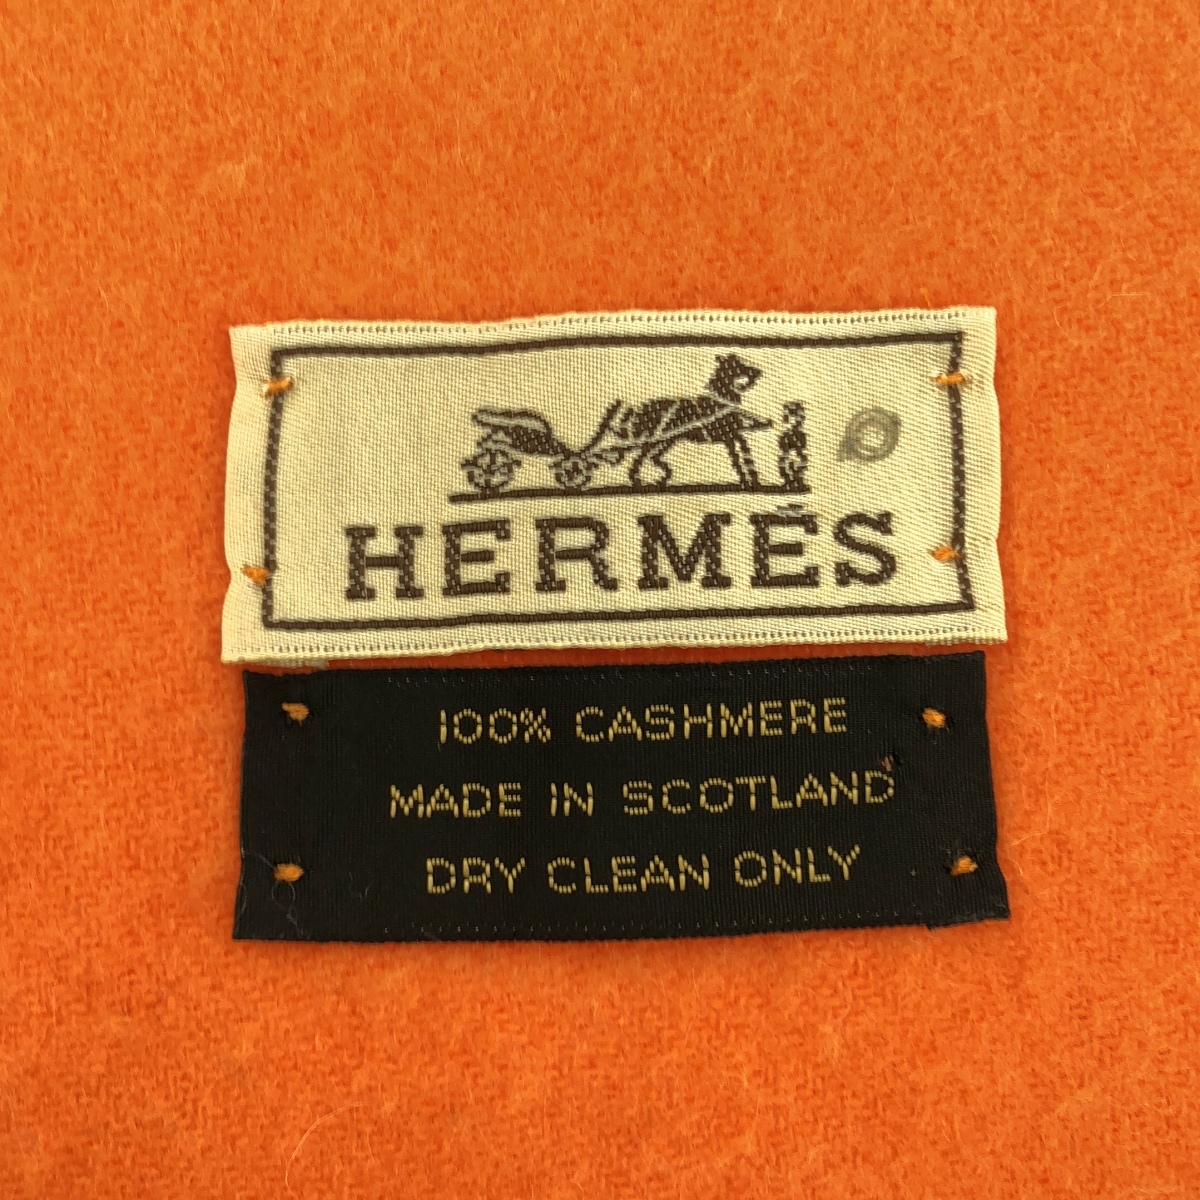 HERMÈS
100% CASHMERE
MADE IN SCOTLAND
DRY CLEAN ONLY